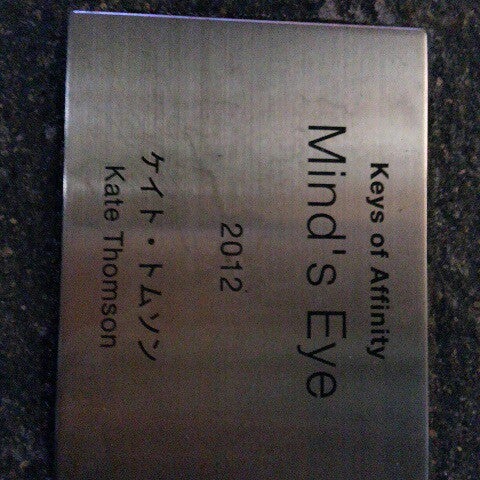 Keys of Affinity
Mind's Eye
2012
ケイト・トムソン
Kate Thomson